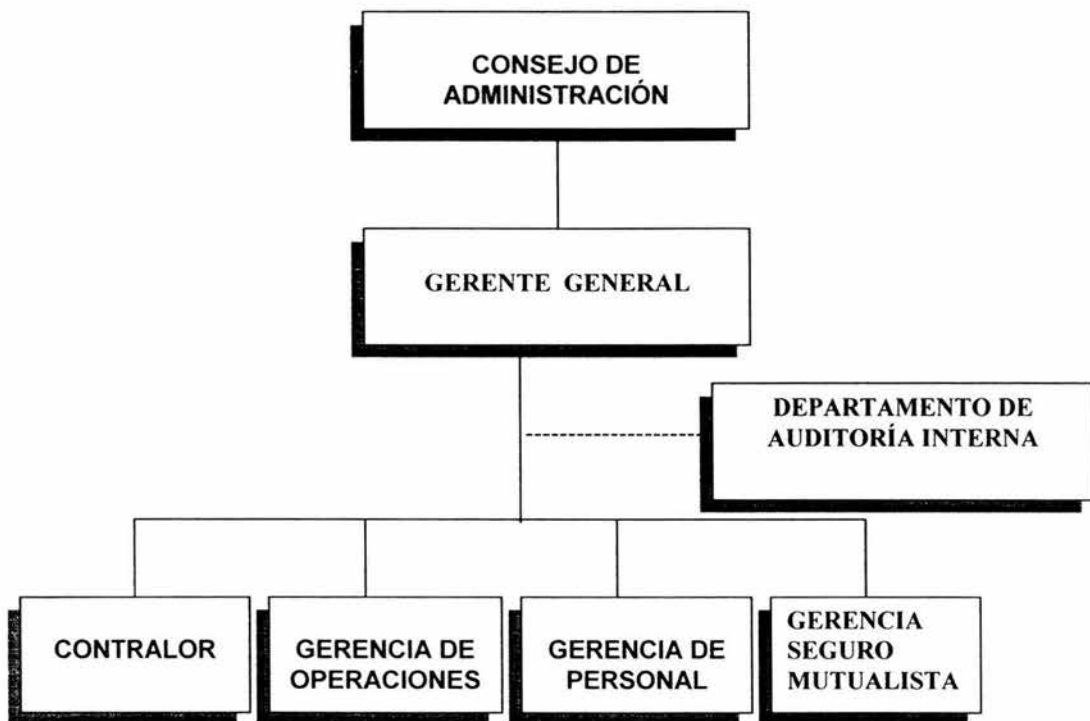 CONSEJO DE
ADMINISTRACIÓN
GERENTE GENERAL
DEPARTAMENTO DE
AUDITORÍA INTERNA
CONTRALOR
GERENCIA DE
OPERACIONES
GERENCIA DE
PERSONAL
GERENCIA
SEGURO
MUTUALISTA